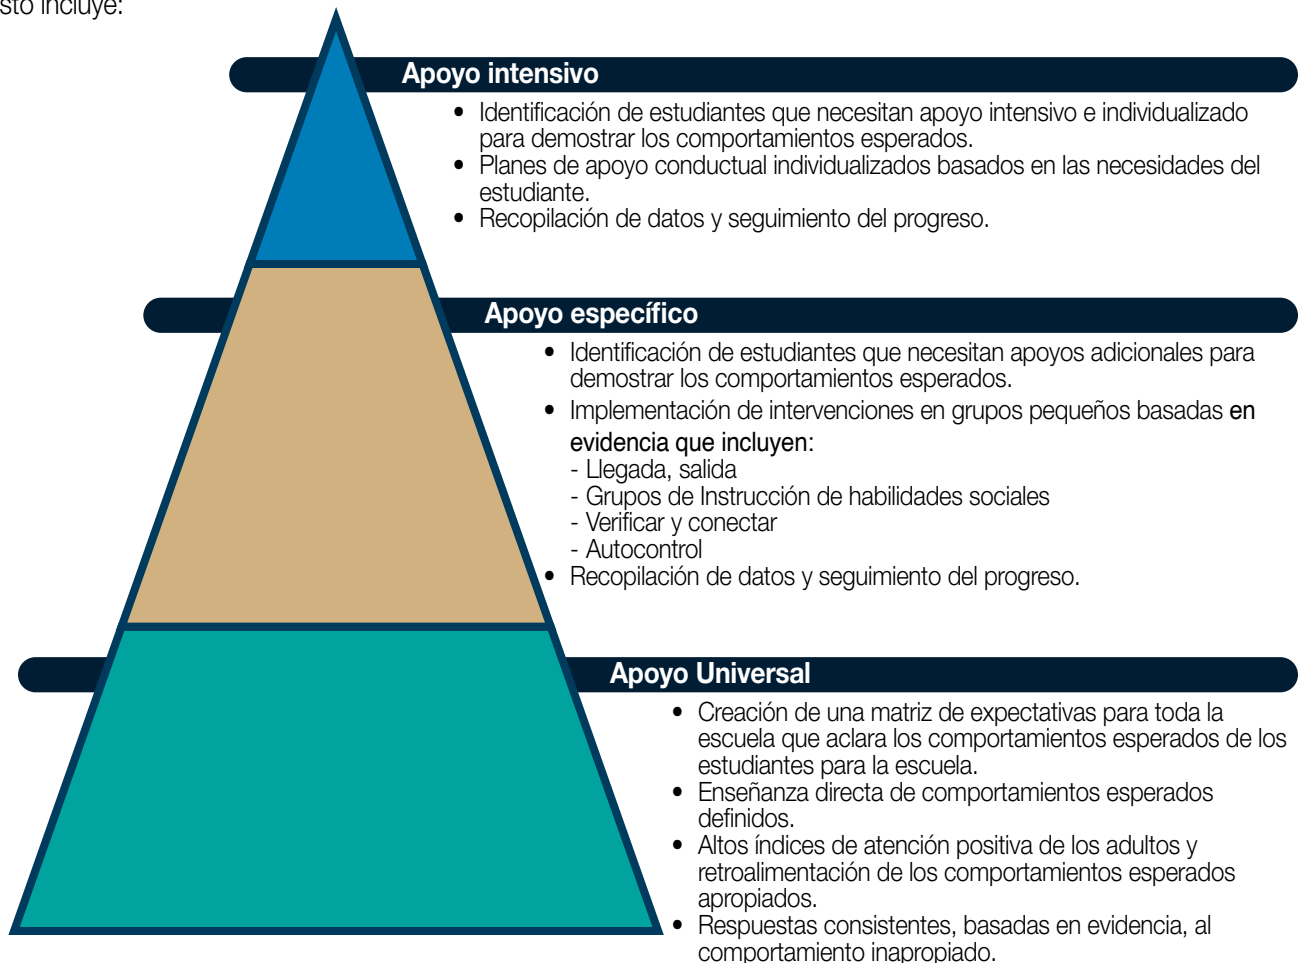 sto incluye:
Apoyo intensivo
• Identificación de estudiantes que necesitan apoyo intensivo e individualizado
para demostrar los comportamientos esperados.
• Planes de apoyo conductual individualizados basados en las necesidades del
estudiante.
• Recopilación de datos y seguimiento del progreso.
Apoyo específico
• Identificación de estudiantes que necesitan apoyos adicionales para
demostrar los comportamientos esperados.
• Implementación de intervenciones en grupos pequeños basadas en
evidencia que incluyen:
- Llegada, salida
- Grupos de Instrucción de habilidades sociales
- Verificar y conectar
- Autocontrol
• Recopilación de datos y seguimiento del progreso.
Apoyo Universal
• Creación de una matriz de expectativas para toda la
escuela que aclara los comportamientos esperados de los
estudiantes para la escuela.
• Enseñanza directa de comportamientos esperados
definidos.
• Altos índices de atención positiva de los adultos y
retroalimentación de los comportamientos esperados
apropiados.
• Respuestas consistentes, basadas en evidencia, al
comportamiento inapropiado.